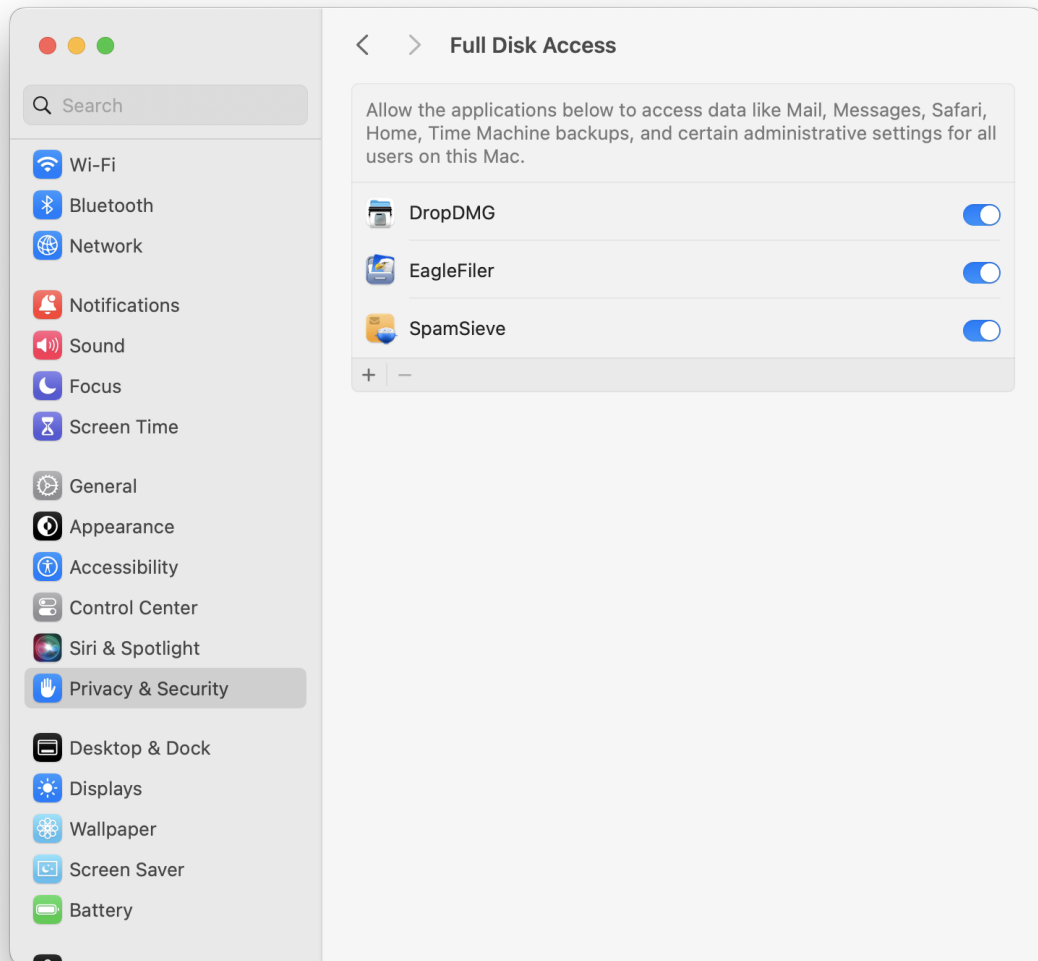 Full Disk Access
Search
Allow the applications below to access data like Mail, Messages, Safari,
Home, Time Machine backups, and certain administrative settings for all
users on this Mac.
Wi-Fi
Bluetooth
Network
Notifications
Sound
Focus
Screen Time
General
Appearance
Accessibility
Control Center
Siri & Spotlight
Privacy & Security
Desktop & Dock
Displays
Wallpaper
Screen Saver
Battery
DropDMG
EagleFiler
SpamSieve